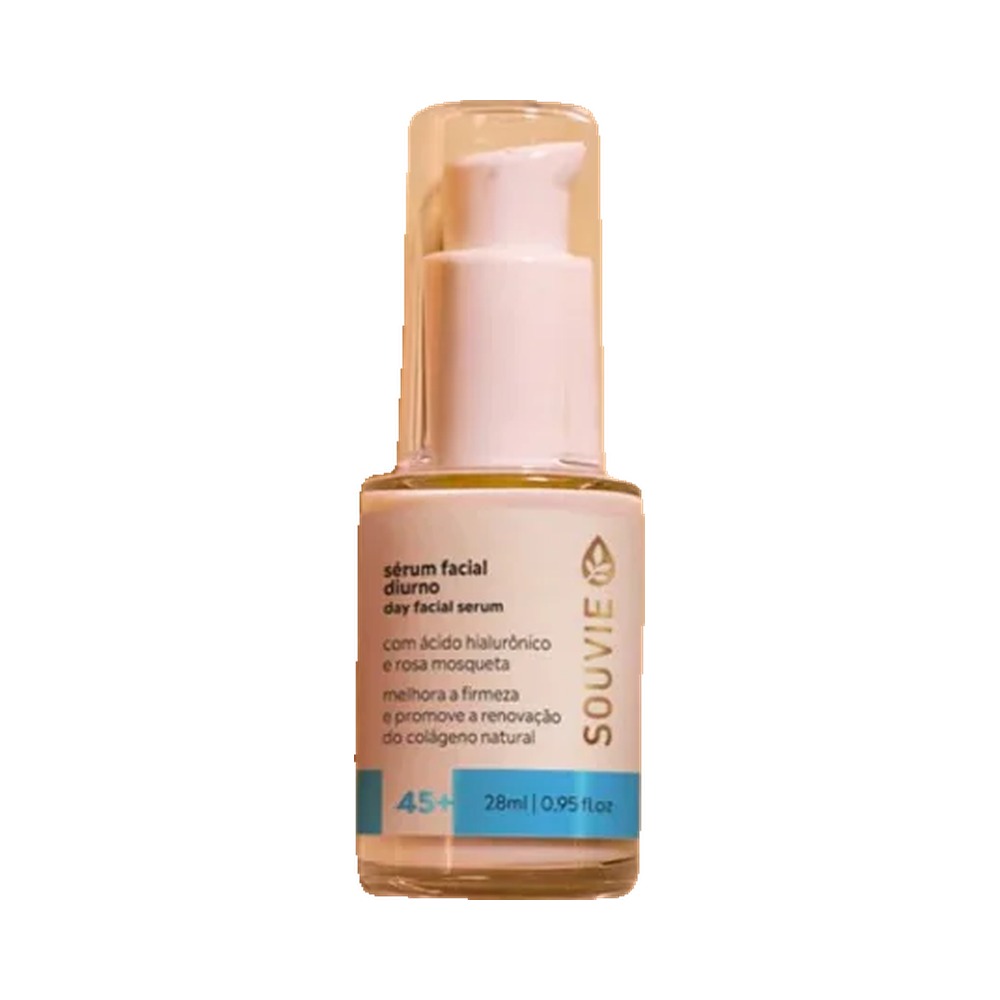 sérum facial
diurno
day facial serum
com ácido hialurônico
e rosa mosqueta
melhora a firmeza
e promove a renovação
do colágeno natural
SOUVIE
45+
28ml | 0.95 fl.oz